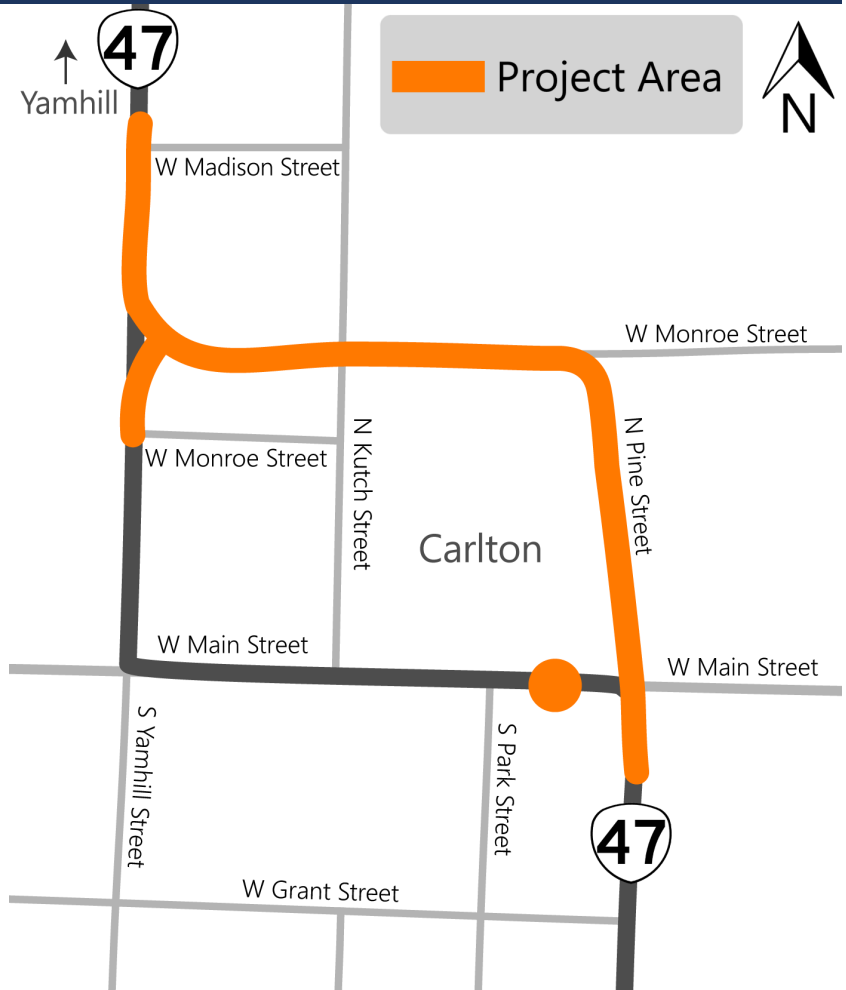 47
Project Area
Yamhill
N
W Madison Street
W Monroe Street
N Kutch Street
N Pine Street
W Monroe Street
Carlton
W Main Street
W Main Street
S Yamhill Street
S Park Street
47
W Grant Street